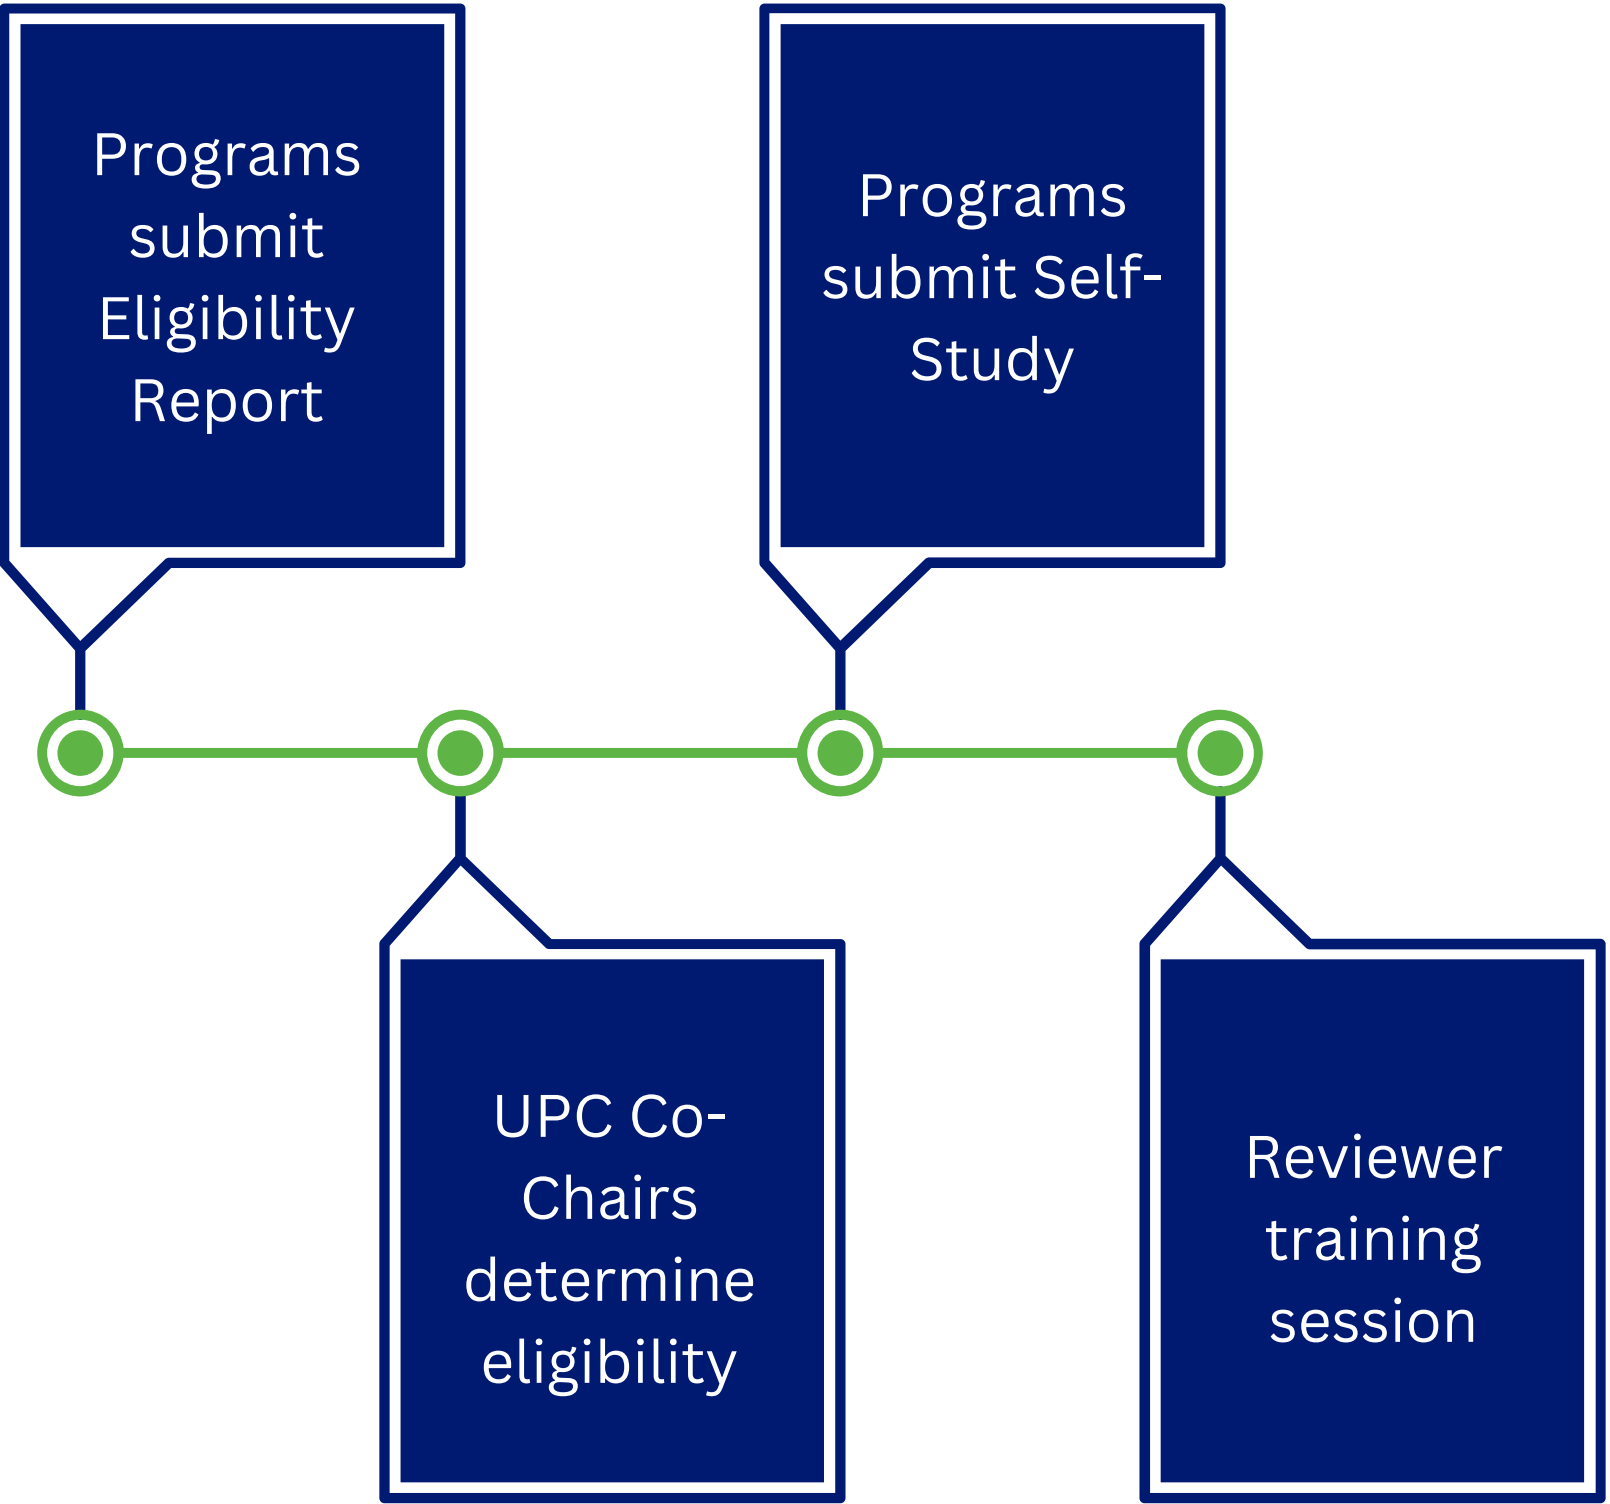 Programs
submit
Eligibility
Report
UPC Co-
Chairs
determine
eligibility
Programs
submit Self-
Study
Reviewer
training
session